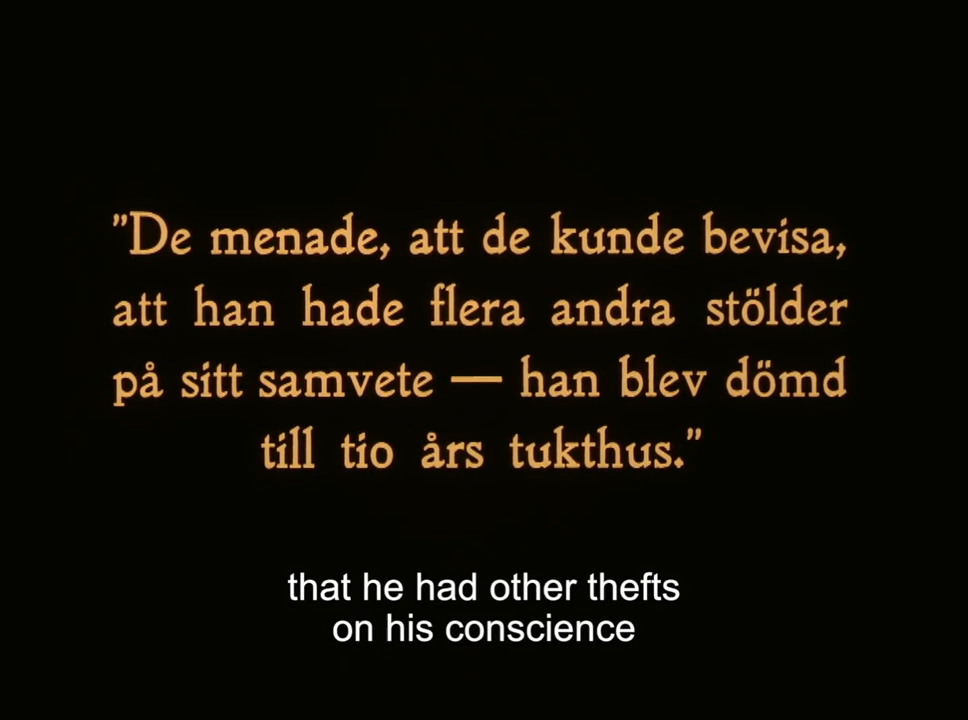 "De menade, att de kunde bevisa,
att han hade flera andra stölder
på sitt samvete — han blev dömd
till tio års tukthus."
that he had other thefts
on his conscience